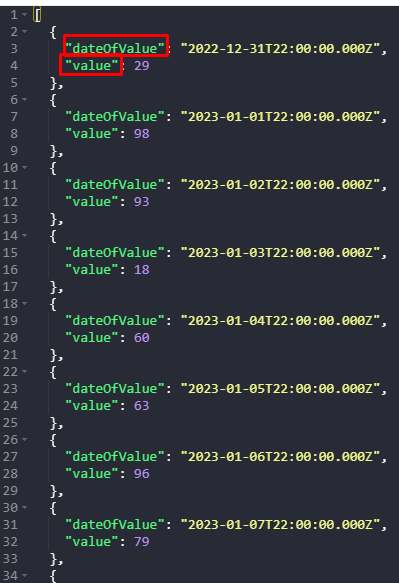 1 [
2 {
3 "dateOfValue": "2022-12-31T22:00:00.000Z",
4 "value": 29
5 },
6 {
7 "dateOfValue": "2023-01-01T22:00:00.000Z",
8 "value": 98
9 },
10 {
11 "dateOfValue": "2023-01-02T22:00:00.000Z",
12 "value": 93
13 },
14 {
15 "dateOfValue": "2023-01-03T22:00:00.000Z",
16 "value": 18
17 },
18 {
19 "dateOfValue": "2023-01-04T22:00:00.000Z",
20 "value": 60
21 },
22 {
23 "dateOfValue": "2023-01-05T22:00:00.000Z",
24 "value": 63
25 },
26 {
27 "dateOfValue": "2023-01-06T22:00:00.000Z",
28 "value": 96
29 },
30 {
31 "dateOfValue": "2023-01-07T22:00:00.000Z",
32 "value": 79
33 },
34 {